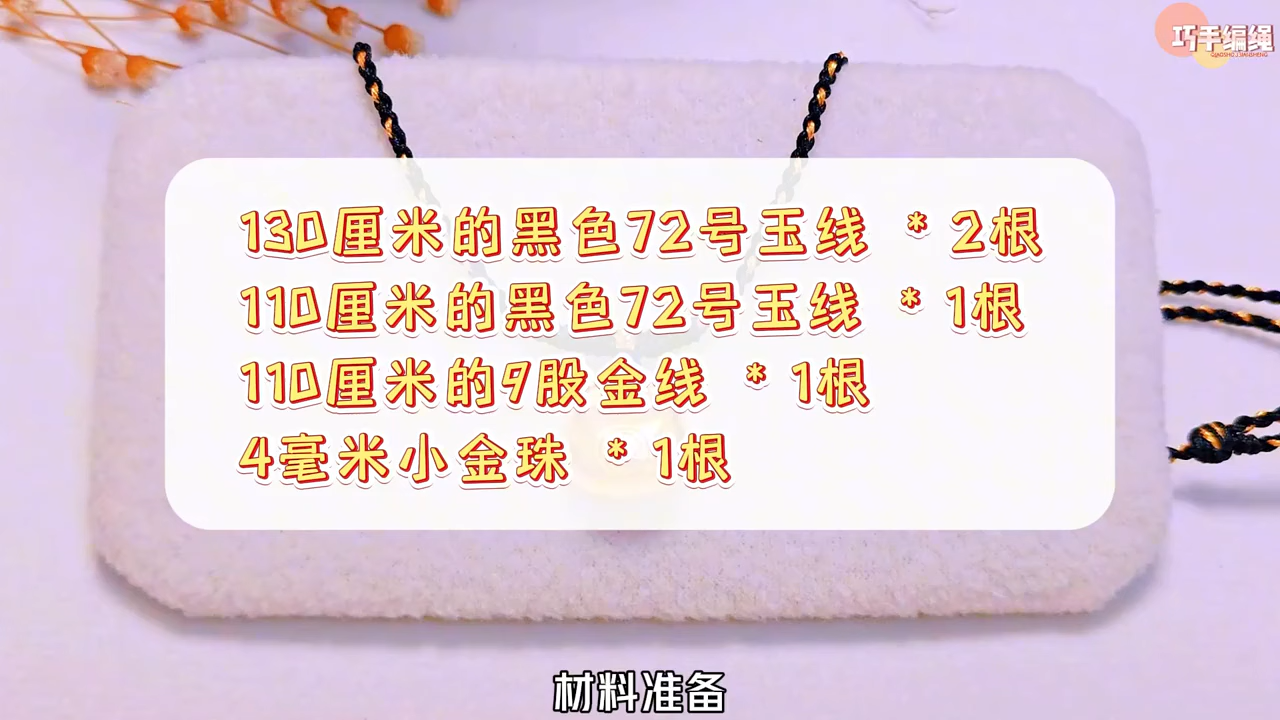 巧手编绳
QIAOSHOUBIANSHENG
130厘米的黑色72号玉线 * 2根
110厘米的黑色72号玉线 * 1根
110厘米的9股金线 * 1根
4毫米小金珠 * 1根
材料准备